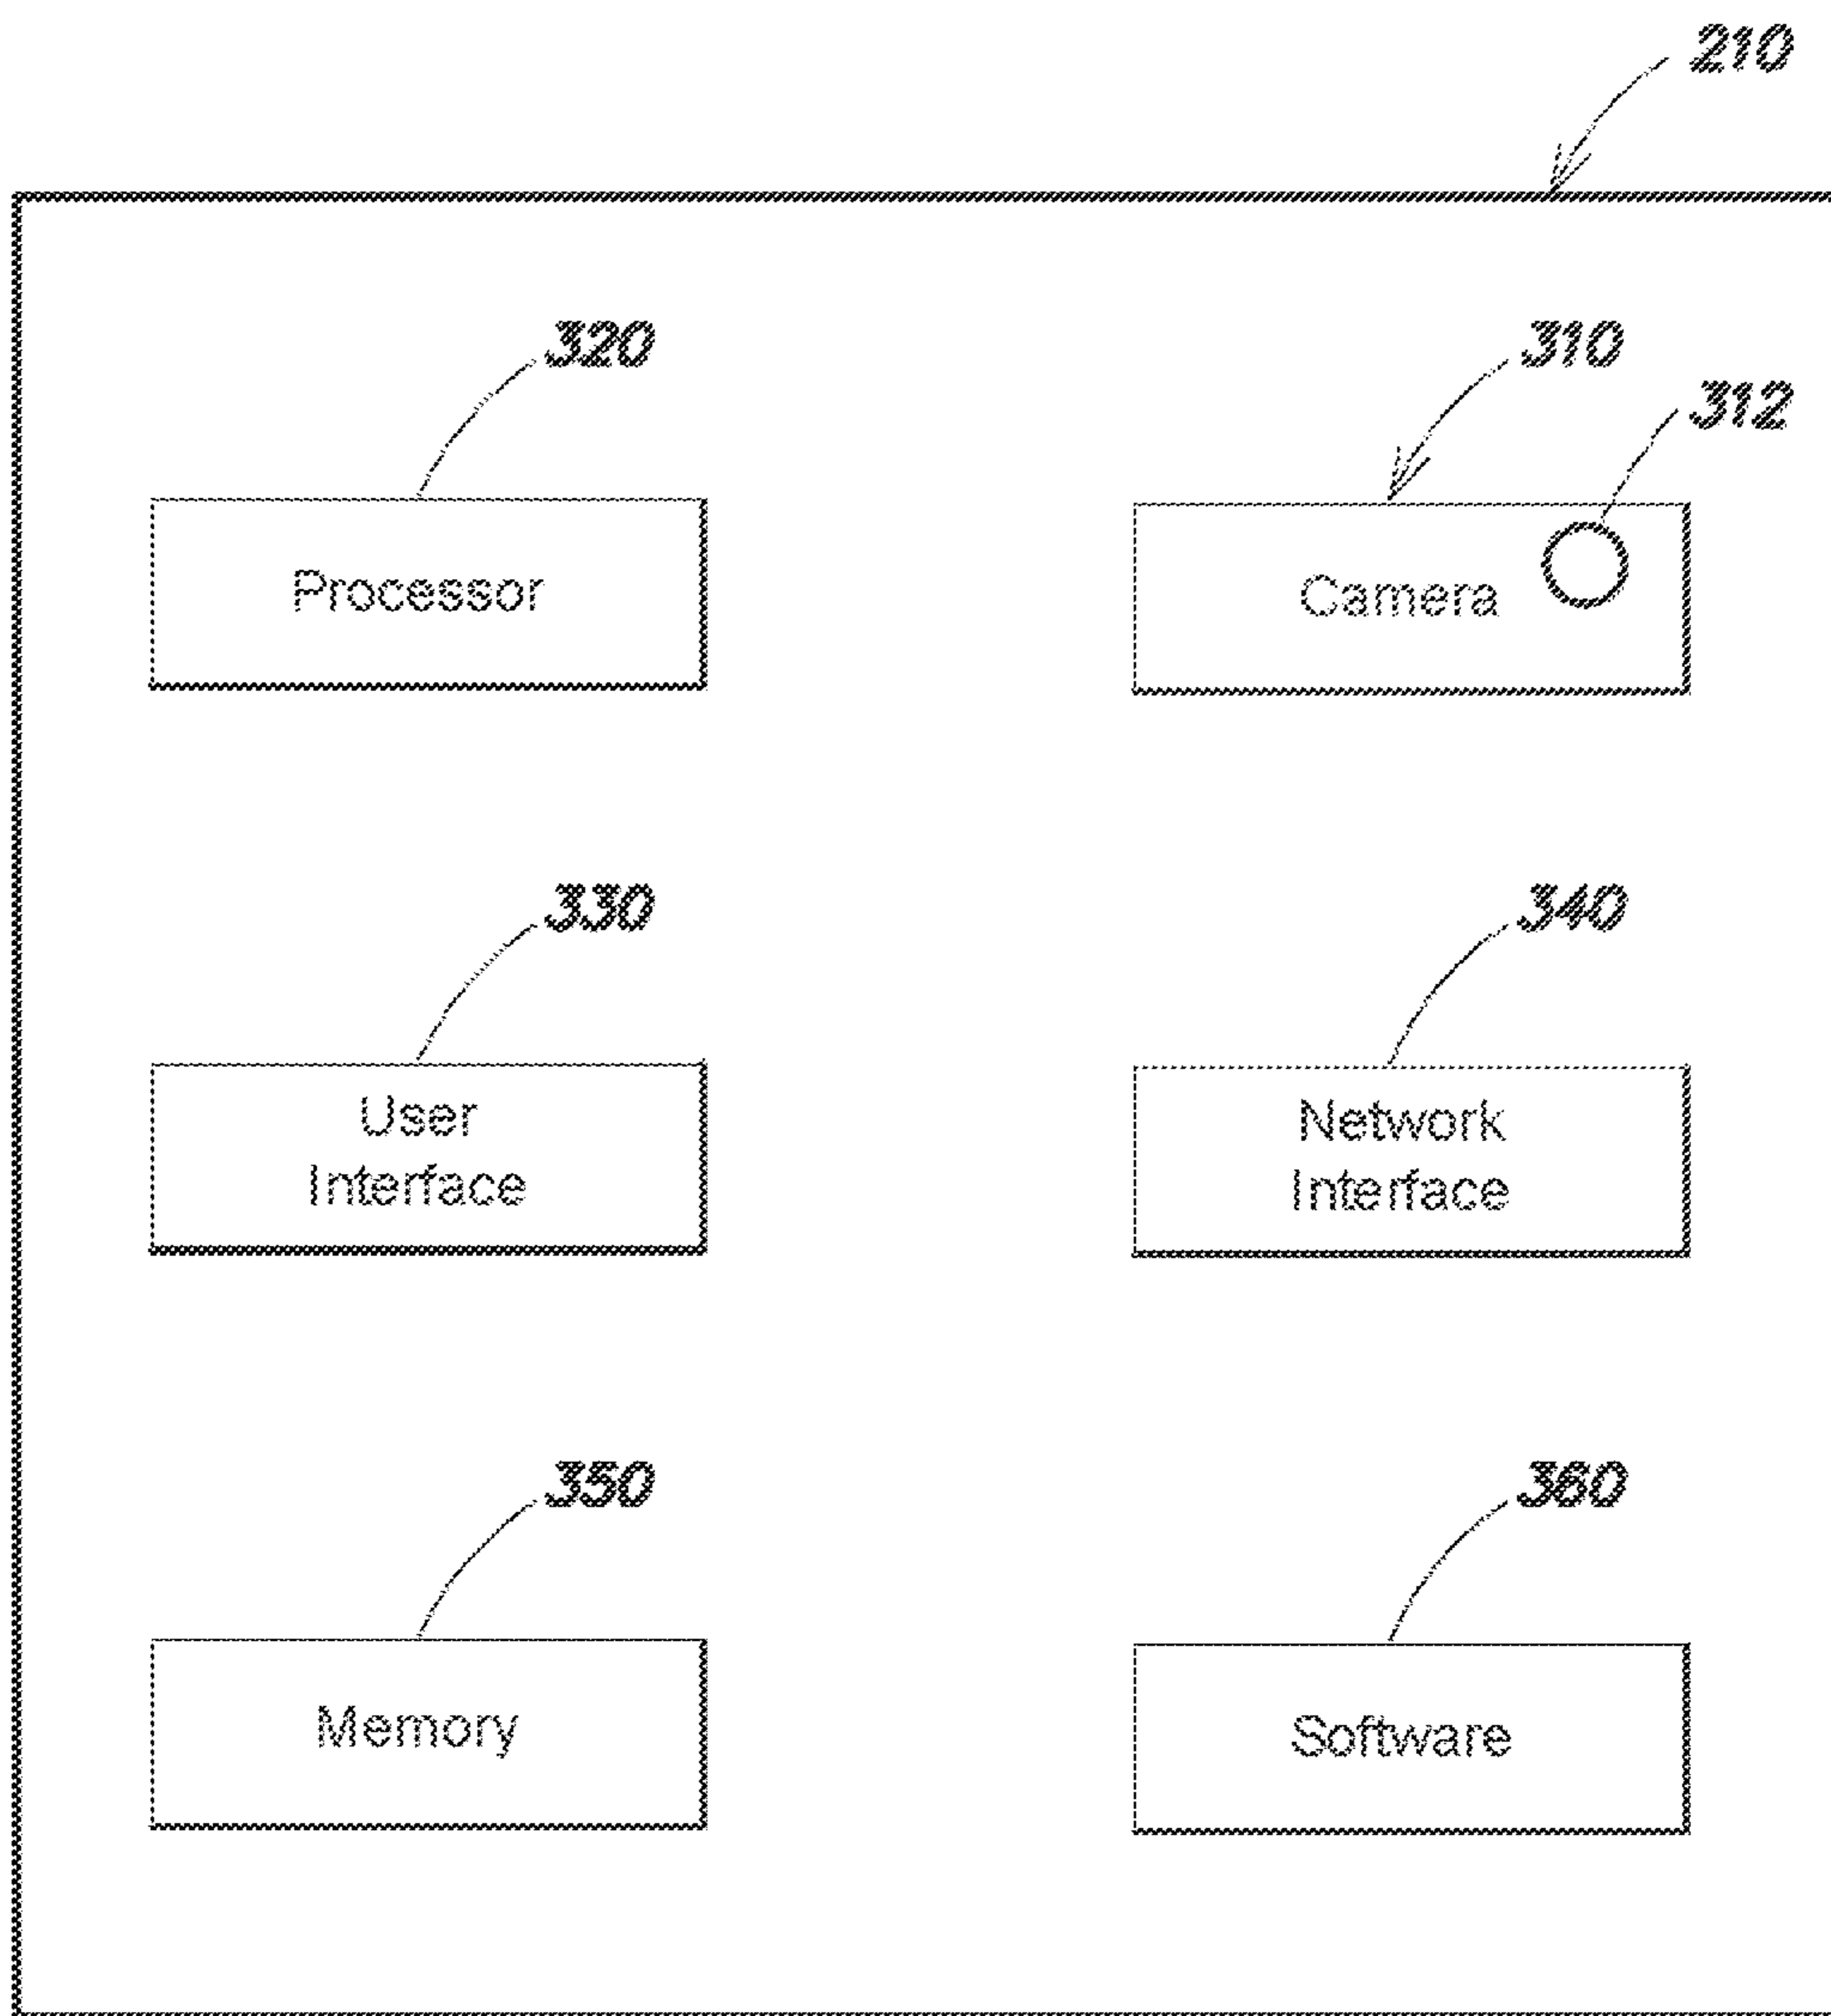 210
320
310
312
Processor
Camera
330
340
User
Interface
Network
Interface
350
360
Memory
Software